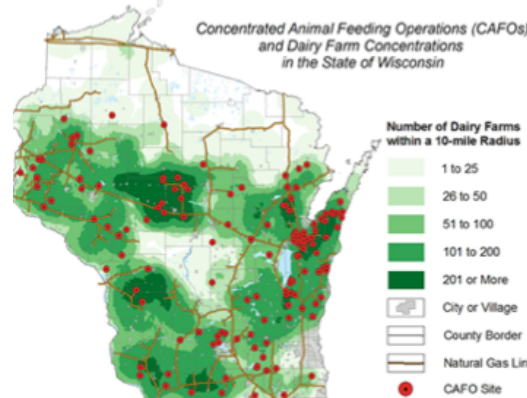 Concentrated Animal Feeding Operations (CAFOs)
and Dairy Farm Concentrations
in the State of Wisconsin
Number of Dairy Farms
within a 10-mile Radius
1 to 25
26 to 50
51 to 100
101 to 200
201 or More
City or Village
County Border
Natural Gas Lin
CAFO Site